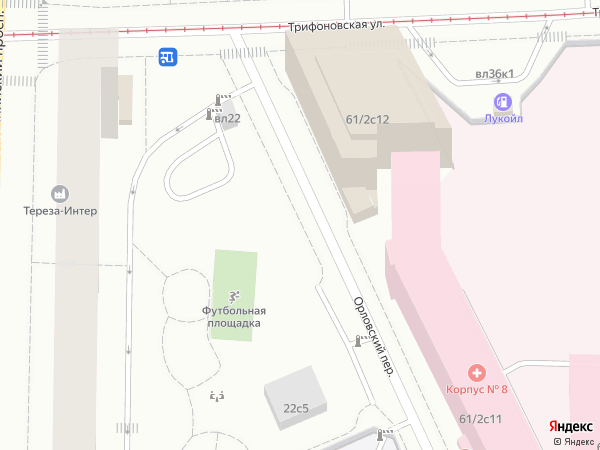 Трифоновская ул.
вл36к1
Лукойл
61/2с12
вл22
Тереза-Интер
Футбольная
площадка
Орловский пер.
Корпус № 8
22с5
61/2с11
Яндекс
© Яндекс